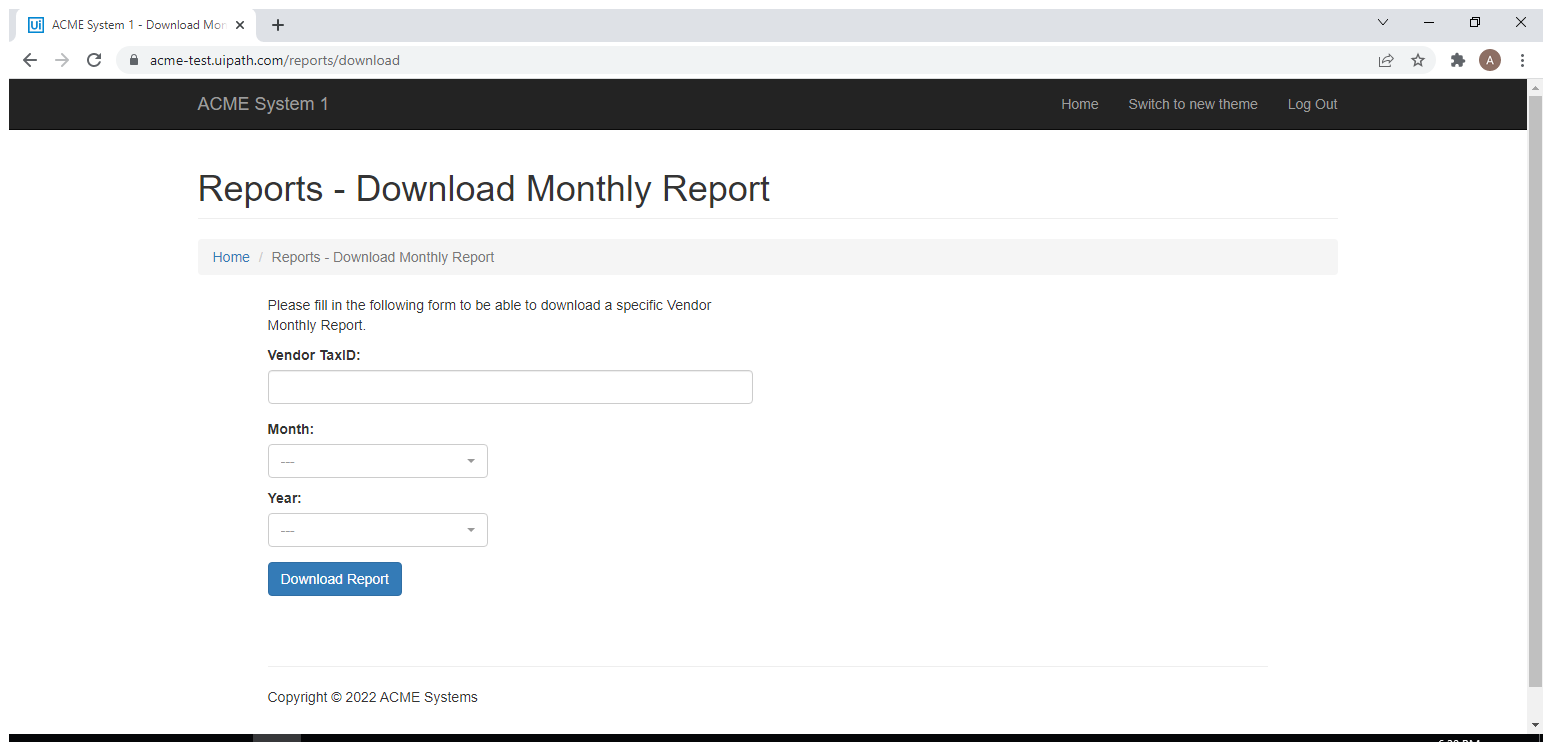 Ui ACME System 1 - Download Mon
acme-test.uipath.com/reports/download
A
ACME System 1
Home
Switch to new theme
Log Out
Reports - Download Monthly Report
Home / Reports - Download Monthly Report
Please fill in the following form to be able to download a specific Vendor
Monthly Report.
Vendor TaxID:
Month:
---
Year:
---
Download Report
Copyright © 2022 ACME Systems